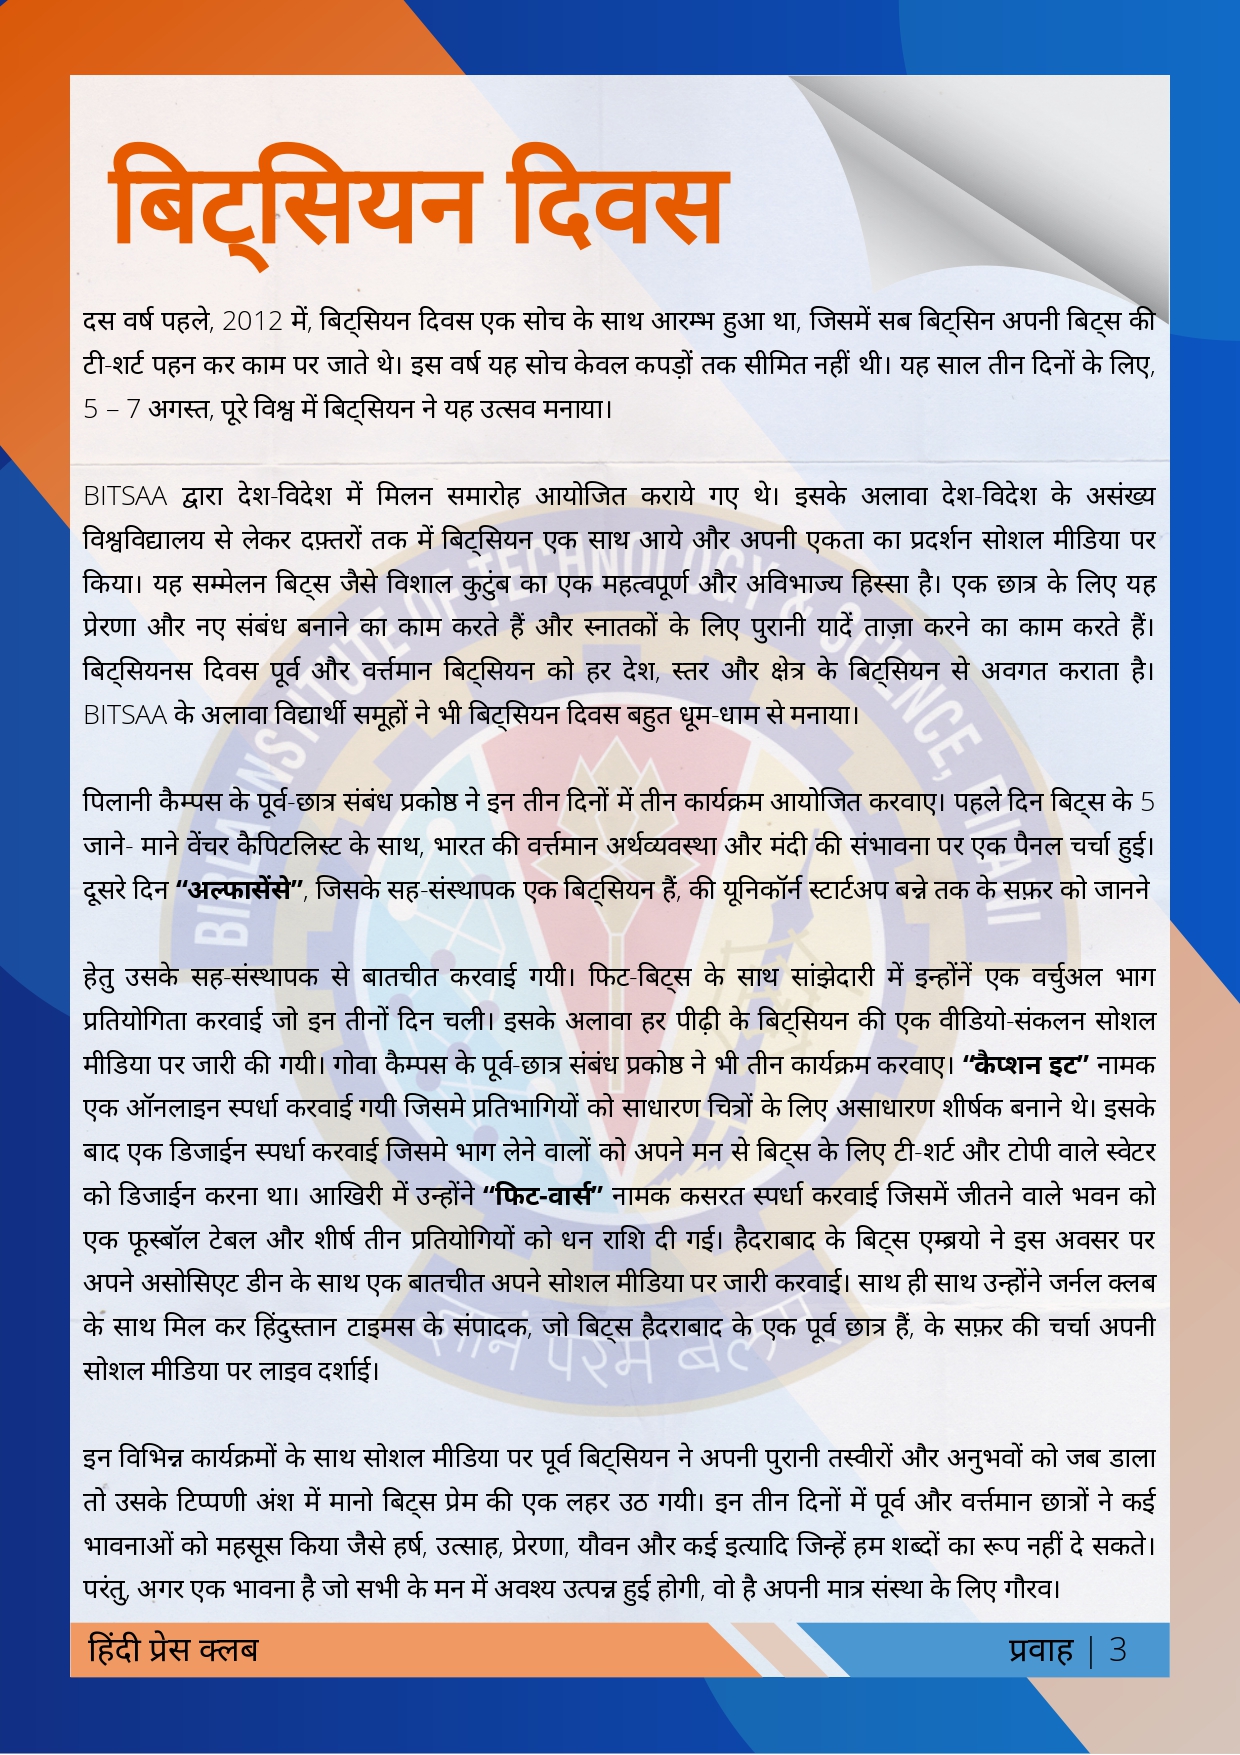 बिट्सियन दिवस
दस वर्ष पहले, 2012 में, बिट्सियन दिवस एक सोच के साथ आरम्भ हुआ था, जिसमें सब बिट्सिन अपनी बिट्स की
टी-शर्ट पहन कर काम पर जाते थे। इस वर्ष यह सोच केवल कपड़ों तक सीमित नहीं थी। यह साल तीन दिनों के लिए,
5 – 7 अगस्त, पूरे विश्व में बिट्सियन ने यह उत्सव मनाया।
BITSAA द्वारा देश-विदेश में मिलन समारोह आयोजित कराये गए थे। इसके अलावा देश-विदेश के असंख्य
विश्वविद्यालय से लेकर दफ़्तरों तक में बिट्सियन एक साथ आये और अपनी एकता का प्रदर्शन सोशल मीडिया पर
किया। यह सम्मेलन बिट्स जैसे विशाल कुटुंब का एक महत्वपूर्ण और अविभाज्य हिस्सा है। एक छात्र के लिए यह
प्रेरणा और नए संबंध बनाने का काम करते हैं और स्नातकों के लिए पुरानी यादें ताज़ा करने का काम करते हैं।
बिट्सियनस दिवस पूर्व और वर्त्तमान बिट्सियन को हर देश, स्तर और क्षेत्र के बिट्सियन से अवगत कराता है।
BITSAA के अलावा विद्यार्थी समूहों ने भी बिट्सियन दिवस बहुत धूम-धाम से मनाया।
पिलानी कैम्पस के पूर्व-छात्र संबंध प्रकोष्ठ ने इन तीन दिनों में तीन कार्यक्रम आयोजित करवाए। पहले दिन बिट्स के 5
जाने- माने वेंचर कैपिटलिस्ट के साथ, भारत की वर्त्तमान अर्थव्यवस्था और मंदी की संभावना पर एक पैनल चर्चा हुई।
दूसरे दिन “अल्फासेंसे”, जिसके सह-संस्थापक एक बिट्सियन हैं, की यूनिकॉर्न स्टार्टअप बन्ने तक के सफ़र को जानने
हेतु उसके सह-संस्थापक से बातचीत करवाई गयी। फिट-बिट्स के साथ सांझेदारी में इन्होंनें एक वर्चुअल भाग
प्रतियोगिता करवाई जो इन तीनों दिन चली। इसके अलावा हर पीढ़ी के बिट्सियन की एक वीडियो-संकलन सोशल
मीडिया पर जारी की गयी। गोवा कैम्पस के पूर्व-छात्र संबंध प्रकोष्ठ ने भी तीन कार्यक्रम करवाए। “कैप्शन इट” नामक
एक ऑनलाइन स्पर्धा करवाई गयी जिसमे प्रतिभागियों को साधारण चित्रों के लिए असाधारण शीर्षक बनाने थे। इसके
बाद एक डिजाईन स्पर्धा करवाई जिसमे भाग लेने वालों को अपने मन से बिट्स के लिए टी-शर्ट और टोपी वाले स्वेटर
को डिजाईन करना था। आखिरी में उन्होंने “फिट-वार्स” नामक कसरत स्पर्धा करवाई जिसमें जीतने वाले भवन को
एक फूस्बॉल टेबल और शीर्ष तीन प्रतियोगियों को धन राशि दी गई। हैदराबाद के बिट्स एम्ब्रयो ने इस अवसर पर
अपने असोसिएट डीन के साथ एक बातचीत अपने सोशल मीडिया पर जारी करवाई। साथ ही साथ उन्होंने जर्नल क्लब
के साथ मिल कर हिंदुस्तान टाइमस के संपादक, जो बिट्स हैदराबाद के एक पूर्व छात्र हैं, के सफ़र की चर्चा अपनी
सोशल मीडिया पर लाइव दर्शाई।
इन विभिन्न कार्यक्रमों के साथ सोशल मीडिया पर पूर्व बिट्सियन ने अपनी पुरानी तस्वीरों और अनुभवों को जब डाला
तो उसके टिप्पणी अंश में मानो बिट्स प्रेम की एक लहर उठ गयी। इन तीन दिनों में पूर्व और वर्त्तमान छात्रों ने कई
भावनाओं को महसूस किया जैसे हर्ष, उत्साह, प्रेरणा, यौवन और कई इत्यादि जिन्हें हम शब्दों का रूप नहीं दे सकते।
परंतु, अगर एक भावना है जो सभी के मन में अवश्य उत्पन्न हुई होगी, वो है अपनी मात्र संस्था के लिए गौरव।
BIRLA INSTITUTE OF TECHNOLOGY & SCIENCE, PILANI
ज्ञानं परमं बलम्
हिंदी प्रेस क्लब
प्रवाह | 3